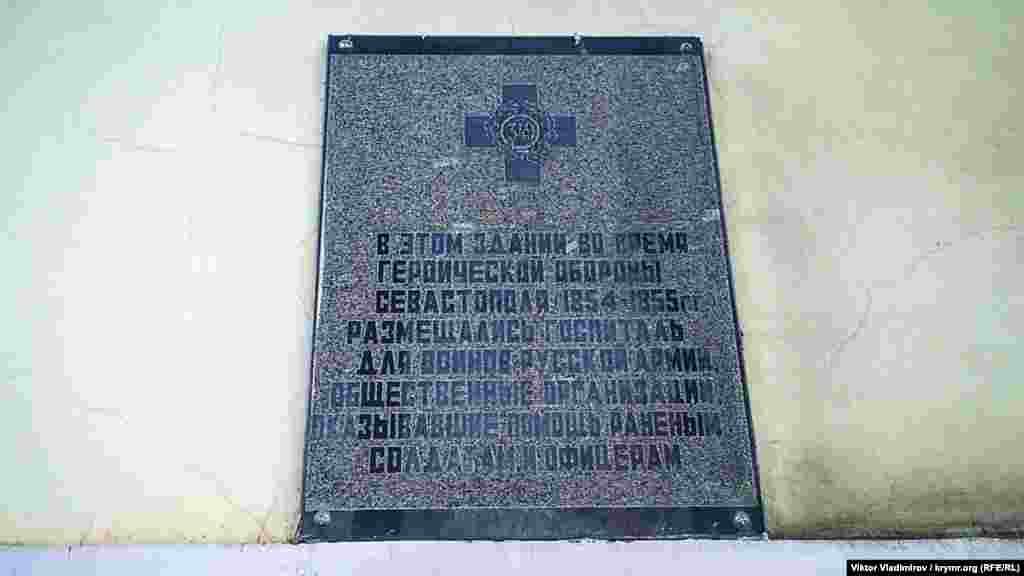 В ЭТОМ ЗДАНИИ ВО ВРЕМЯ
ГЕРОИЧЕСКОЙ ОБОРОНЫ
СЕВАСТОПОЛЯ /1854-1855гг./
РАЗМЕЩАЛИСЬ ГОСПИТАЛЬ
ДЛЯ ВОИНОВ РУССКОЙ АРМИИ,
ОБЩЕСТВЕННЫЕ ОРГАНИЗАЦИИ,
ОКАЗЫВАВШИЕ ПОМОЩЬ РАНЕНЫМ
СОЛДАТАМ И ОФИЦЕРАМ
Viktor Vladimirov / krymr.org (RFE/RL)